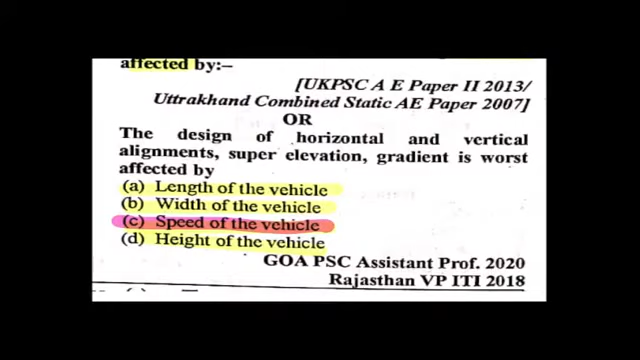 affected by:–
[UKPSC A E Paper II 2013/
Uttrakhand Combined Static AE Paper 2007]
OR
The design of horizontal and vertical
alignments, super elevation, gradient is worst
affected by
(a) Length of the vehicle
(b) Width of the vehicle
(c) Speed of the vehicle
(d) Height of the vehicle
GOA PSC Assistant Prof. 2020
Rajasthan VP ITI 2018